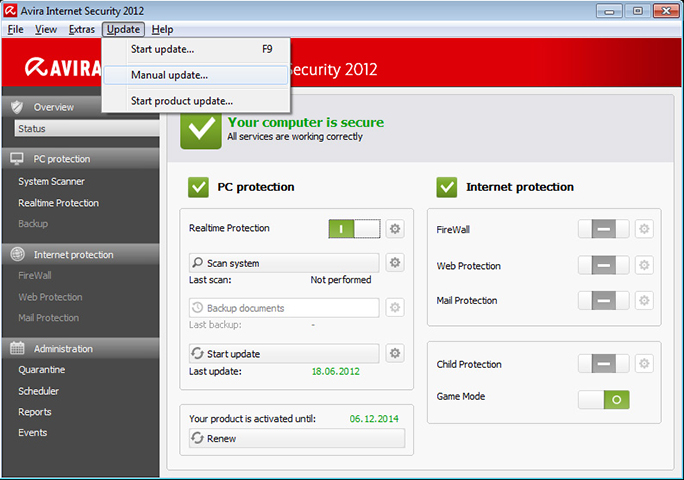 Avira Internet Security 2012
File View Extras Update Help
Start update... F9
Manual update...
Start product update...
AVIRA
Security 2012
Overview
Status
PC protection
System Scanner
Realtime Protection
Backup
Internet protection
FireWall
Web Protection
Mail Protection
Administration
Quarantine
Scheduler
Reports
Events
Your computer is secure
All services are working correctly
PC protection
Realtime Protection
Scan system
Last scan: Not performed
Backup documents
Last backup: -
Start update
Last update: 18.06.2012
Your product is activated until: 06.12.2014
Renew
Internet protection
FireWall
Web Protection
Mail Protection
Child Protection
Game Mode